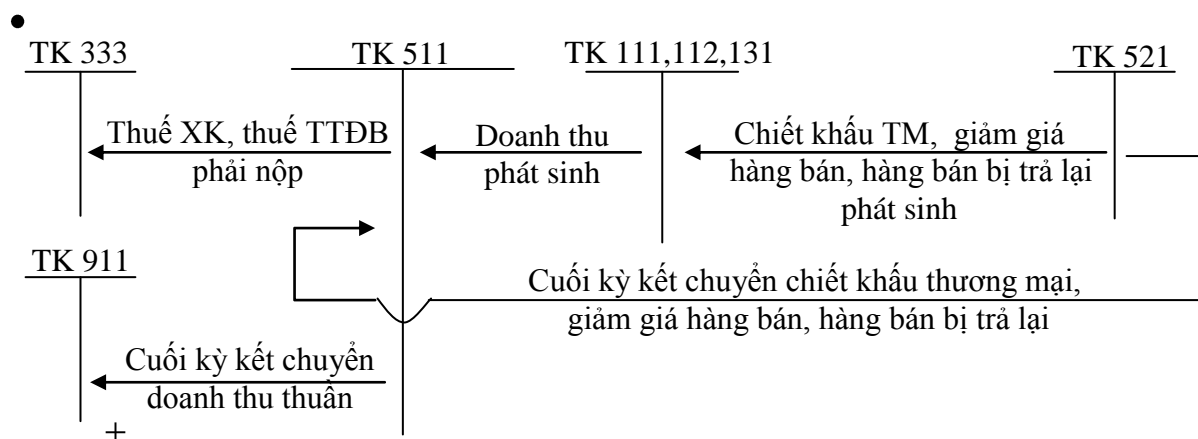 •
TK 333 TK 511 TK 111,112,131 TK 521
Thuế XK, thuế TTĐB
phải nộp
Doanh thu
phát sinh
Chiết khấu TM, giảm giá
hàng bán, hàng bán bị trả lại
phát sinh
TK 911
Cuối kỳ kết chuyển chiết khấu thương mại,
giảm giá hàng bán, hàng bán bị trả lại
Cuối kỳ kết chuyển
doanh thu thuần
+